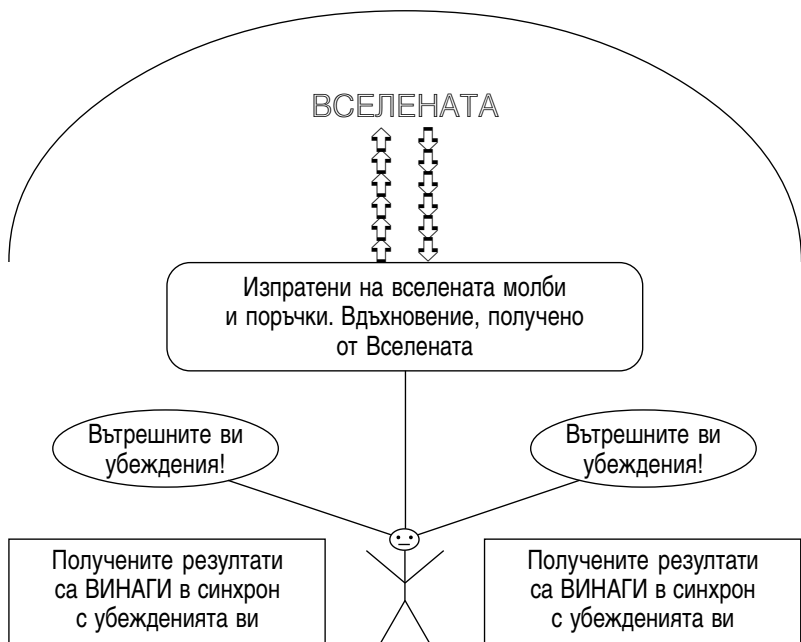 ВСЕЛЕНАТА
Изпратени на вселената молби
и поръчки. Вдъхновение, получено
от Вселената
Вътрешните ви
убеждения!
Вътрешните ви
убеждения!
Получените резултати
са ВИНАГИ в синхрон
с убежденията ви
Получените резултати
са ВИНАГИ в синхрон
с убежденията ви